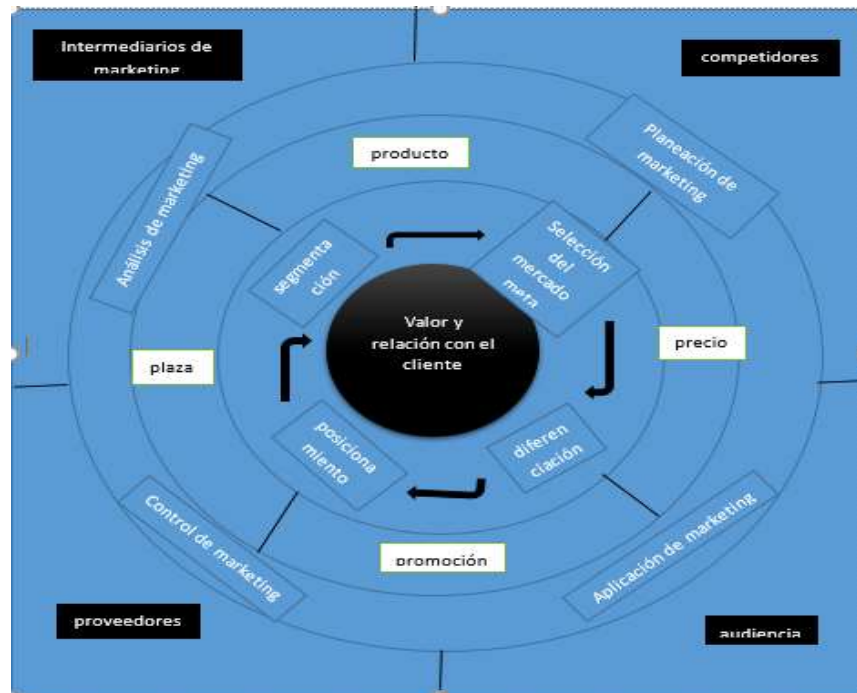 Intermediarios de
marketing
competidores
Análisis de marketing
Planeación de
marketing
producto
segmenta
ción
Selección
del
mercado
meta
Valor y
relación con el
cliente
plaza
precio
posiciona
miento
diferen
ciación
promoción
Control de marketing
Aplicación de marketing
proveedores
audiencia